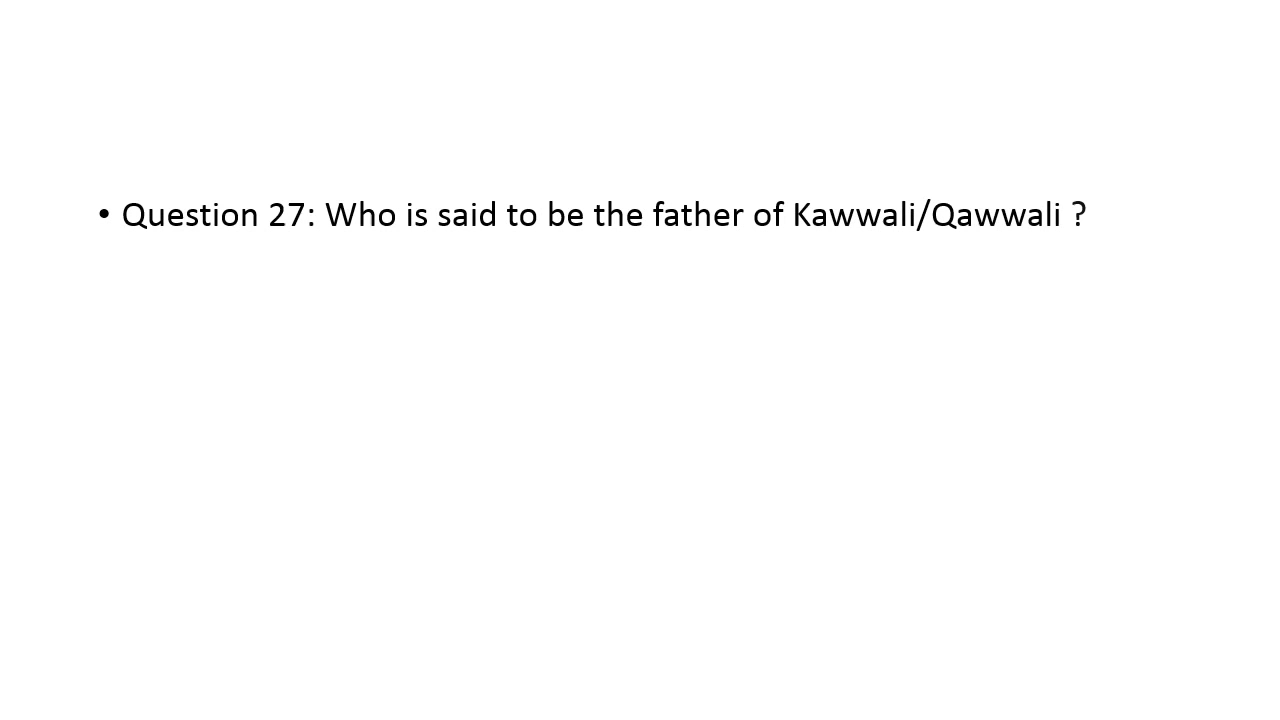 • Question 27: Who is said to be the father of Kawwali/Qawwali ?